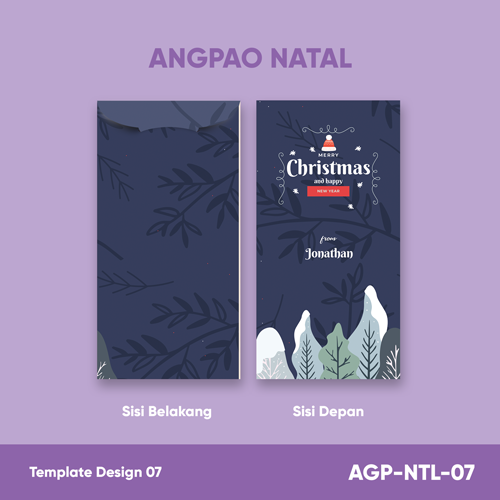 ANGPAO NATAL
MERRY
Christmas
and happy
NEW YEAR
from:
Jonathan
Sisi Belakang
Sisi Depan
Template Design 07
AGP-NTL-07